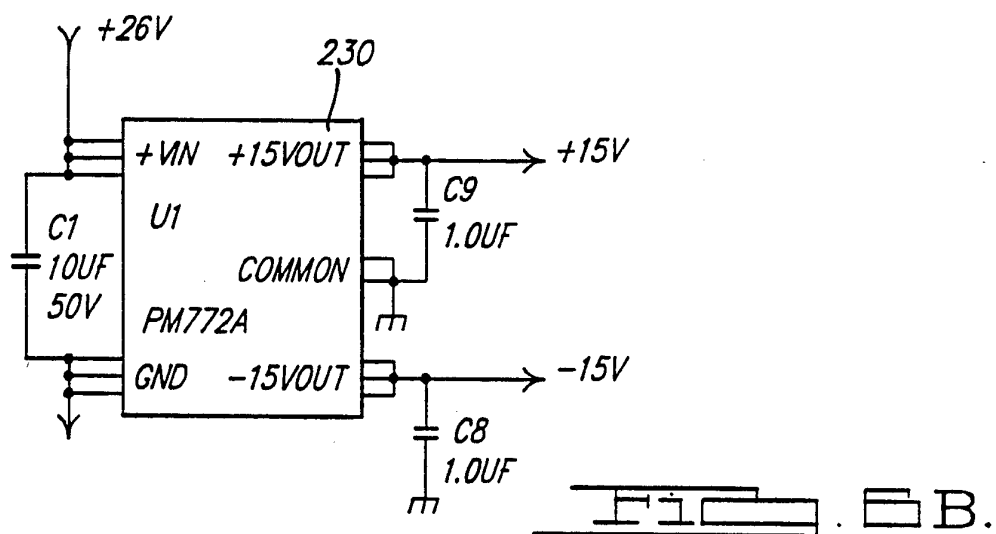 +26V
230
+VIN +15VOUT
+15V
U1
C9
1.0UF
C1
10UF
50V
COMMON
PM772A
GND -15VOUT
-15V
C8
1.0UF
FIG. 6B.